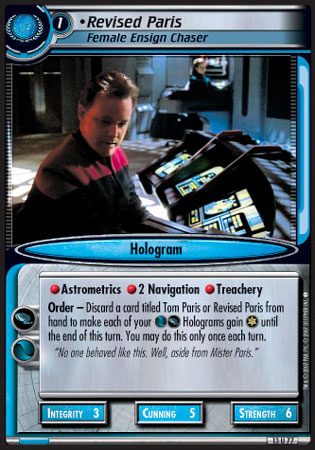 1
•Revised Paris
Female Ensign Chaser
Hologram
Astrometrics 2 Navigation Treachery
Order – Discard a card titled Tom Paris or Revised Paris from
hand to make each of your Holograms gain until
the end of this turn. You may do this only once each turn.
"No one behaved like this. Well, aside from Mister Paris."
Integrity 3 Cunning 5 Strength 6
13 U 77